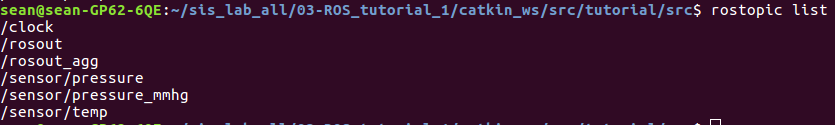 sean@sean-GP62-6QE:~/sis_lab_all/03-ROS_tutorial_1/catkin_ws/src/tutorial/src$ rostopic list
/clock
/rosout
/rosout_agg
/sensor/pressure
/sensor/pressure_mmhg
/sensor/temp